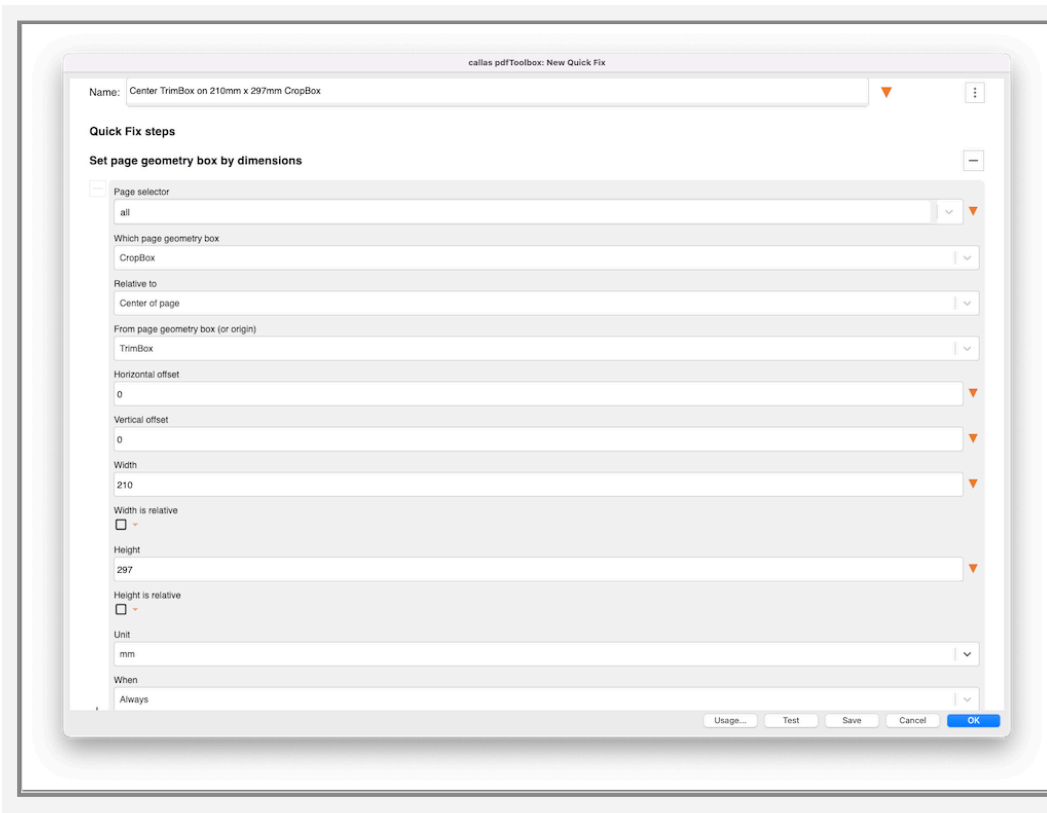 callas pdfToolbox: New Quick Fix
Name: Center TrimBox on 210mm x 297mm CropBox
Quick Fix steps
Set page geometry box by dimensions
Page selector
all
Which page geometry box
CropBox
Relative to
Center of page
From page geometry box (or origin)
TrimBox
Horizontal offset
0
Vertical offset
0
Width
210
Width is relative
Height
297
Height is relative
Unit
mm
When
Always
Usage... Test Save Cancel OK